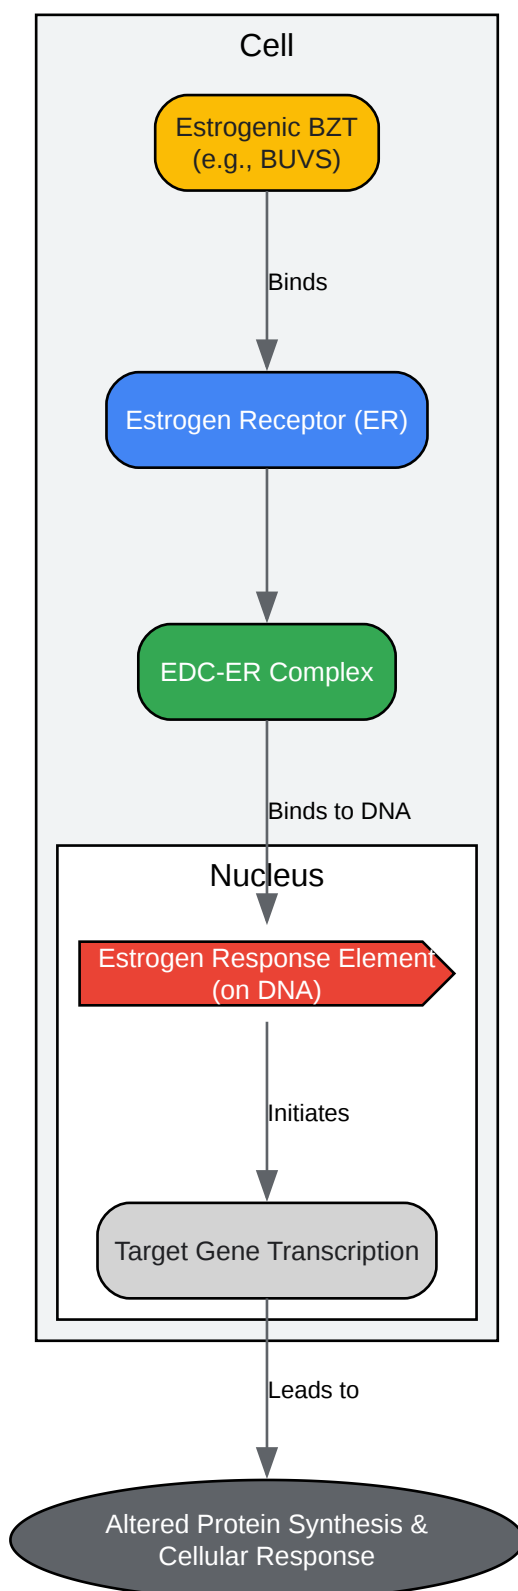 Cell
Estrogenic BZT
(e.g., BUVS)
Binds
Estrogen Receptor (ER)
EDC-ER Complex
Binds to DNA
Nucleus
Estrogen Response Element
(on DNA)
Initiates
Target Gene Transcription
Leads to
Altered Protein Synthesis &
Cellular Response